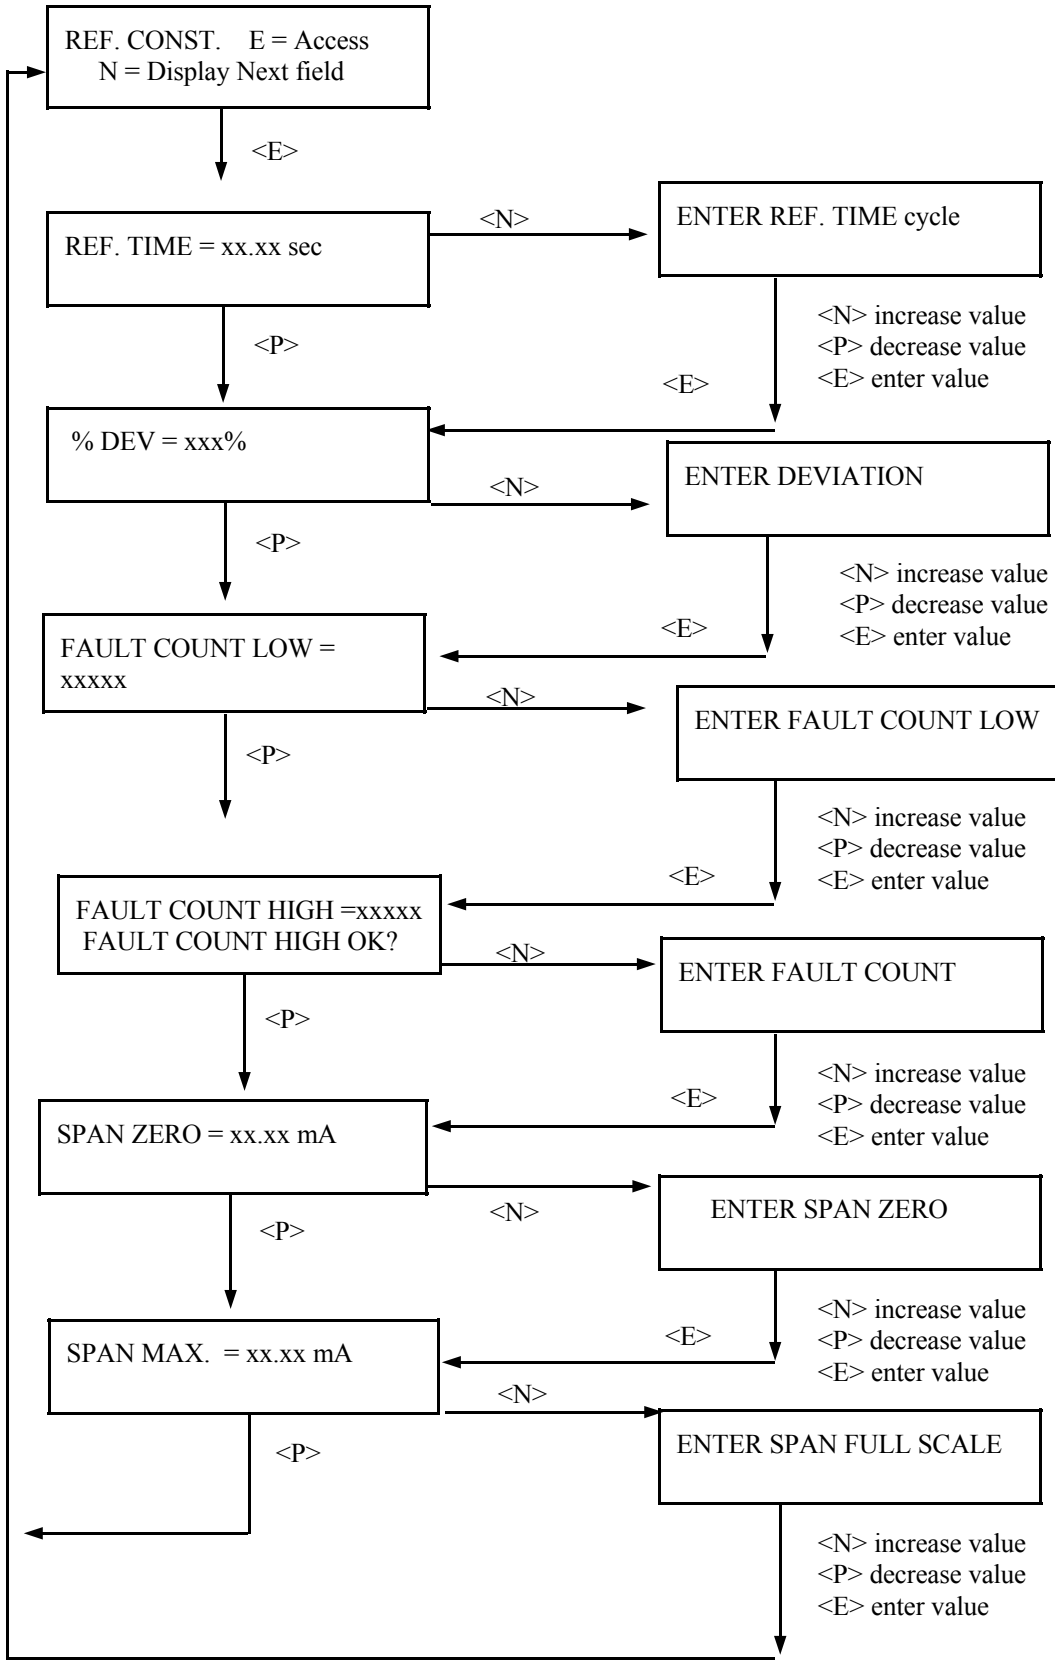 REF. CONST. E = Access
N = Display Next field
<E>
REF. TIME = xx.xx sec
<N>
ENTER REF. TIME cycle
<P>
<N> increase value
<P> decrease value
<E> enter value
<E>
% DEV = xxx%
<N>
ENTER DEVIATION
<P>
<N> increase value
<P> decrease value
<E> enter value
<E>
FAULT COUNT LOW =
xxxxx
<N>
ENTER FAULT COUNT LOW
<P>
<N> increase value
<P> decrease value
<E> enter value
<E>
FAULT COUNT HIGH =xxxxx
FAULT COUNT HIGH OK?
<N>
ENTER FAULT COUNT
<P>
<N> increase value
<P> decrease value
<E> enter value
<E>
SPAN ZERO = xx.xx mA
<N>
ENTER SPAN ZERO
<P>
<N> increase value
<P> decrease value
<E> enter value
<E>
SPAN MAX. = xx.xx mA
<N>
ENTER SPAN FULL SCALE
<P>
<N> increase value
<P> decrease value
<E> enter value